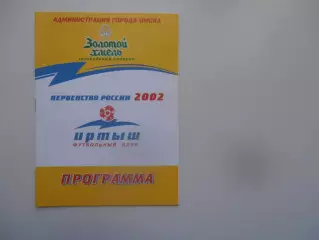 АДМИНИСТРАЦИЯ ГОРОДА ОМСКА
Золотой
хмель
ПЕРВЕНСТВО РОССИИ 2002
ИРТЫШ
ФУТБОЛЬНЫЙ КЛУБ
ПРОГРАММА